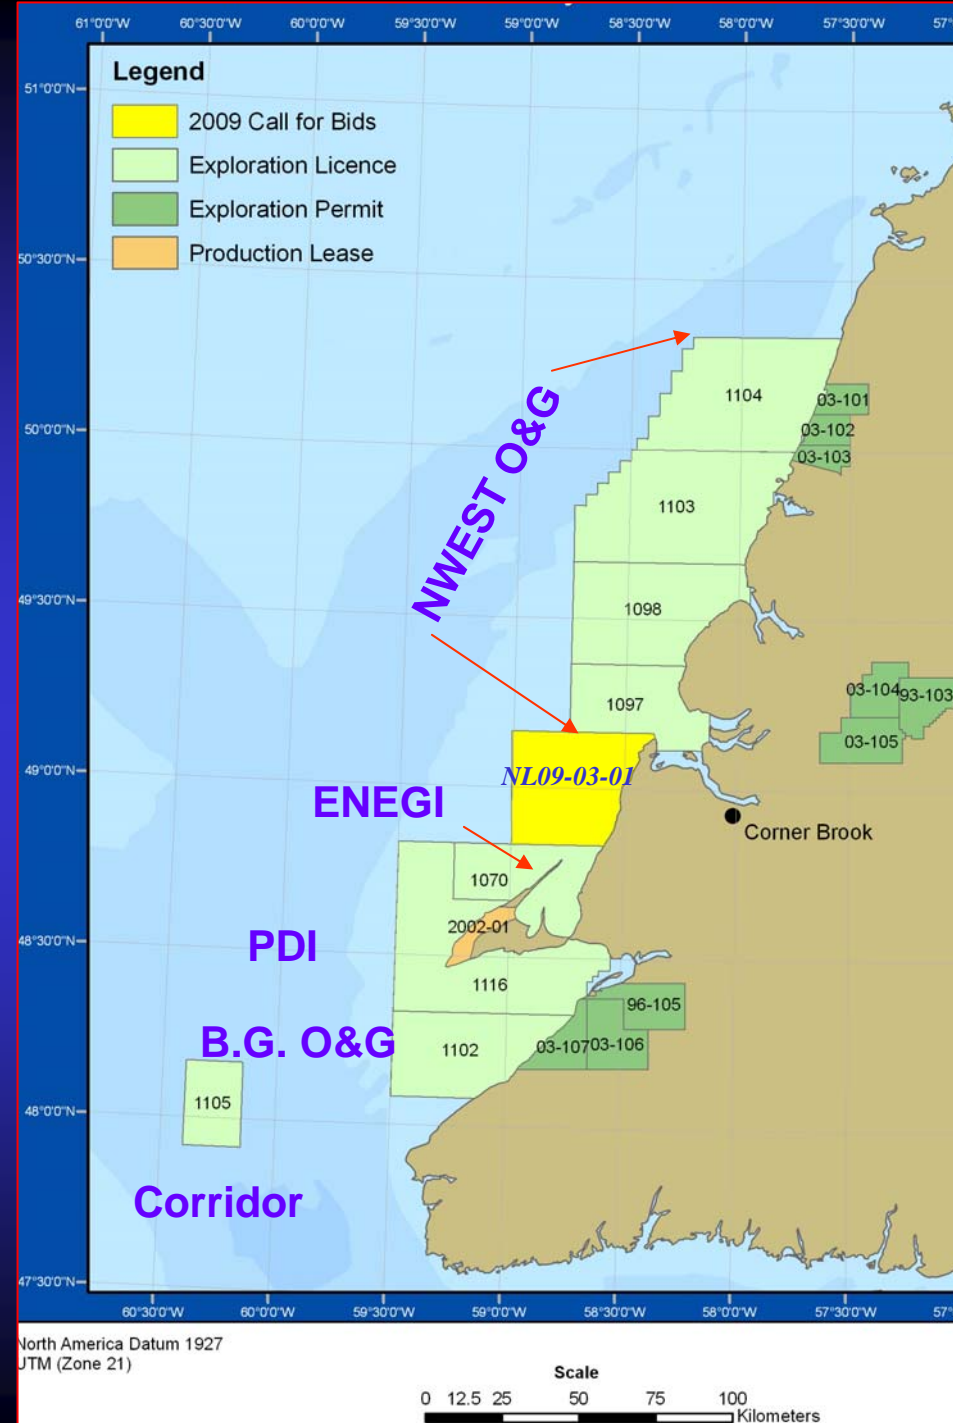 61°0'0"W 60°30'0"W 60°0'0"W 59°30'0"W 59°0'0"W 58°30'0"W 58°0'0"W 57°30'0"W 57°
Legend
2009 Call for Bids
Exploration Licence
Exploration Permit
Production Lease
51°0'0"N
50°30'0"N
50°0'0"N
49°30'0"N
49°0'0"N
48°30'0"N
48°0'0"N
47°30'0"N
NWEST O&G
1104
03-101
03-102
03-103
1103
1098
1097
03-104
93-103
03-105
NL09-03-01
ENEGI
Corner Brook
1070
2002-01
PDI
1116
96-105
B.G. O&G
1102
03-107
03-106
1105
Corridor
60°30'0"W 60°0'0"W 59°30'0"W 59°0'0"W 58°30'0"W 58°0'0"W 57°30'0"W 57°
North America Datum 1927
UTM (Zone 21)
Scale
0 12.5 25 50 75 100
Kilometers